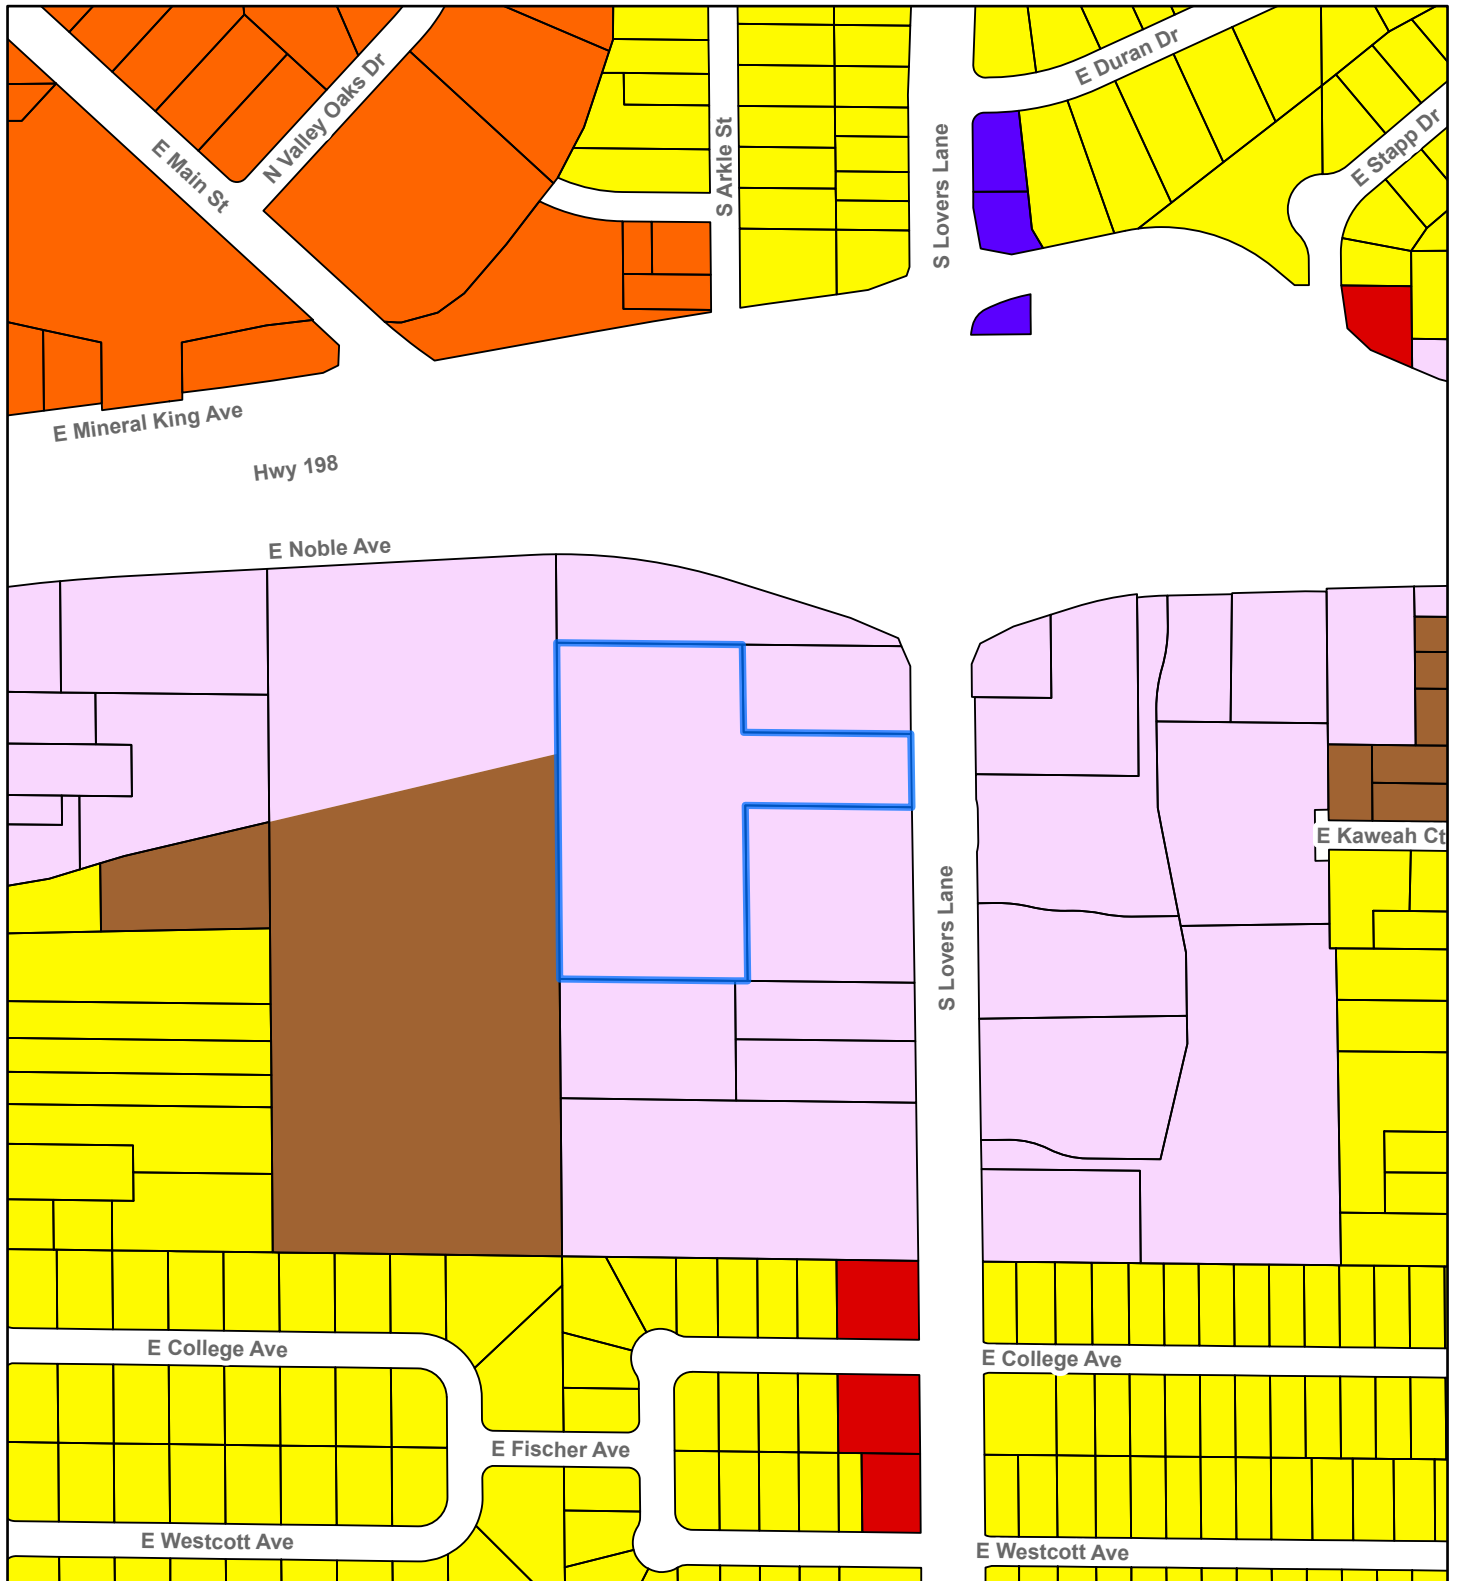 E Duran Dr
N Valley Oaks Dr
E Stapp Dr
E Main St
S Arkle St
S Lovers Lane
E Mineral King Ave
Hwy 198
E Noble Ave
E Kaweah Ct
S Lovers Lane
E College Ave
E College Ave
E Fischer Ave
E Westcott Ave
E Westcott Ave